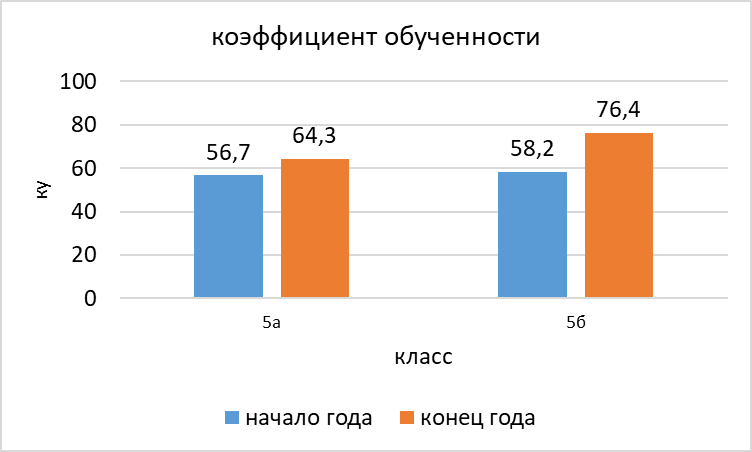 коэффициент обученности
100
80
60
40
20
0
ку
56,7
64,3
58,2
76,4
5а
5б
класс
начало года
конец года